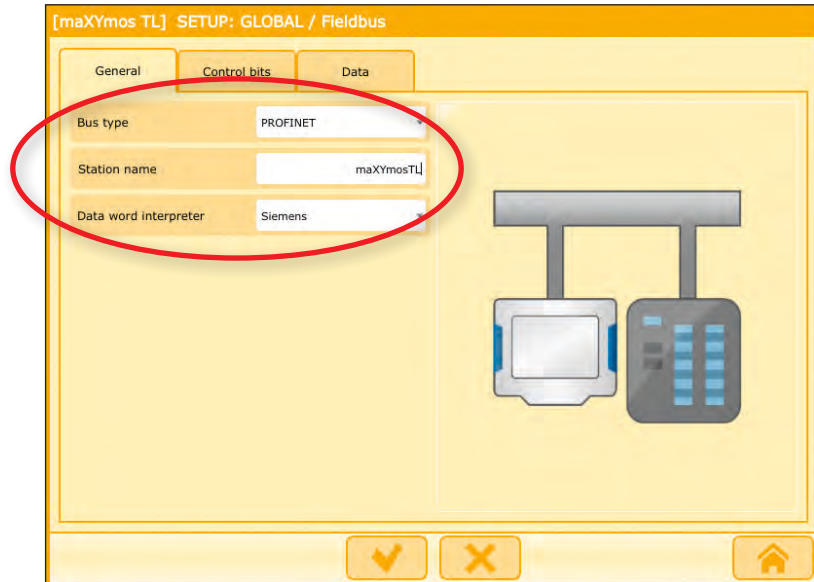 [maXYmos TL] SETUP: GLOBAL / Fieldbus
General Control bits Data
Bus type PROFINET
Station name maXYmosTL
Data word interpreter Siemens